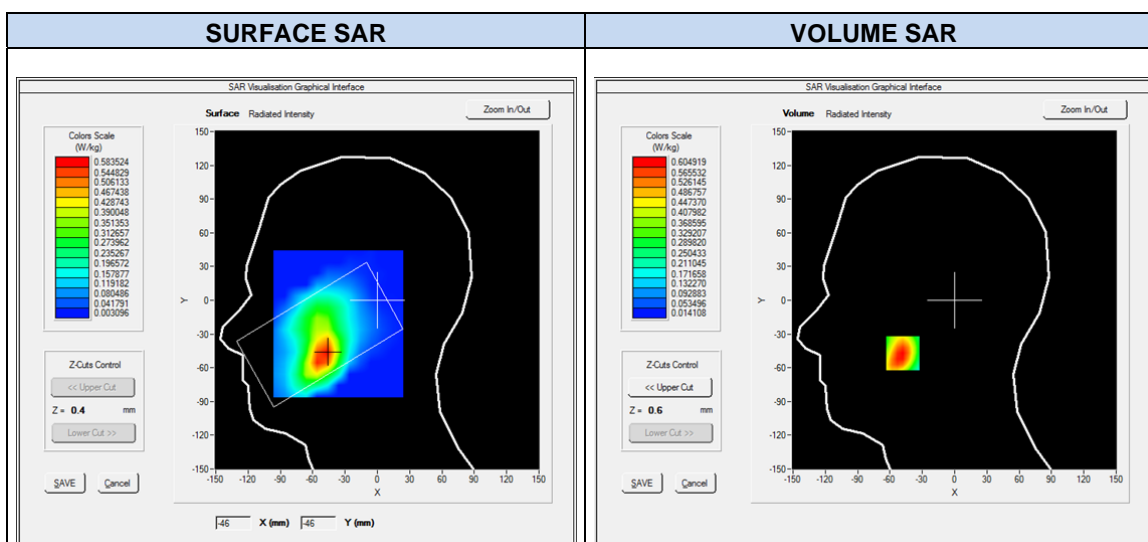 SURFACE SAR
VOLUME SAR
SAR Visualisation Graphical Interface
Surface Radiated Intensity
Zoom In/Out
Colors Scale
(W/kg)
0.583524
0.544829
0.506133
0.467438
0.428743
0.390048
0.351353
0.312657
0.273962
0.235267
0.196572
0.157877
0.119182
0.080486
0.041791
0.003096
Z-Cuts Control
<< Upper Cut
Z = 0.4 mm
Lower Cut >>
SAVE Cancel
150
120
90
60
30
0
-30
-60
-90
-120
-150
Y
-150 -120 -90 -60 -30 0 30 60 90 120 150
X
-46 X (mm) -46 Y (mm)
SAR Visualisation Graphical Interface
Volume Radiated Intensity
Zoom In/Out
Colors Scale
(W/kg)
0.604919
0.565532
0.526145
0.486757
0.447370
0.407982
0.368595
0.329207
0.289820
0.250433
0.211045
0.171658
0.132270
0.092883
0.053496
0.014108
Z-Cuts Control
<< Upper Cut
Z = 0.6 mm
Lower Cut >>
SAVE Cancel
150
120
90
60
30
0
-30
-60
-90
-120
-150
Y
-150 -120 -90 -60 -30 0 30 60 90 120 150
X